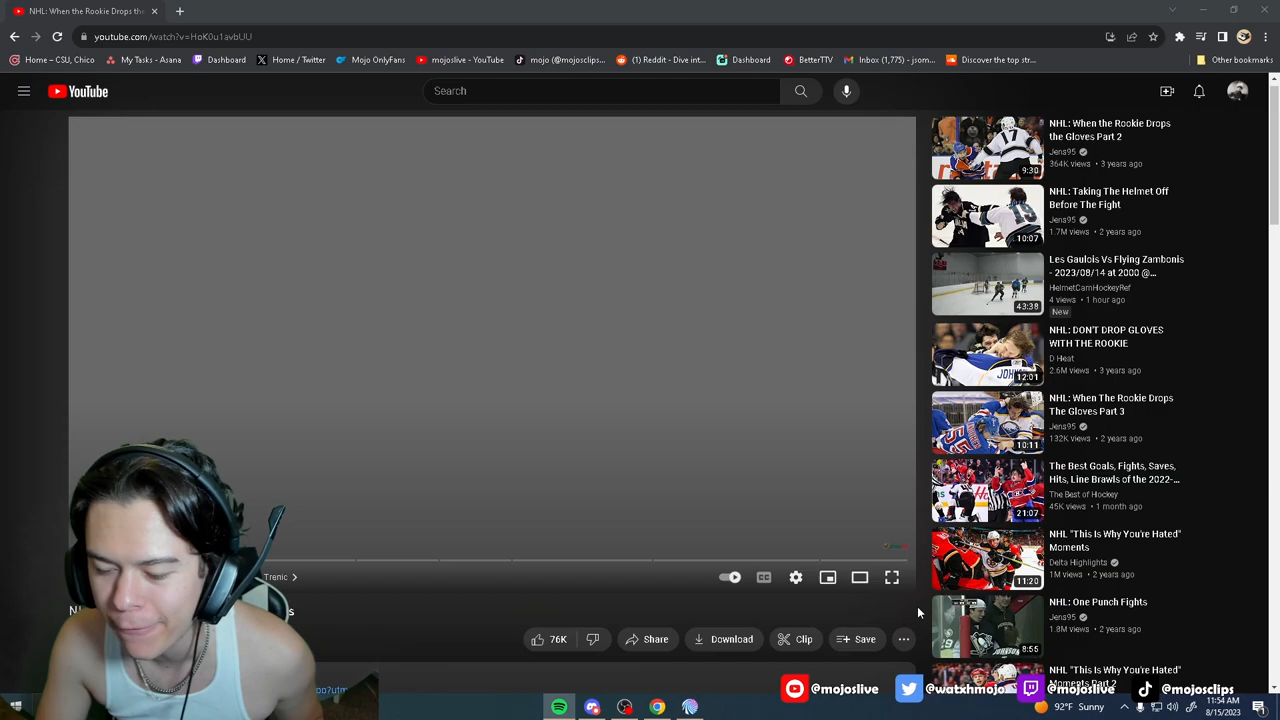 NHL: When the Rookie Drops the
youtube.com/watch?v=HoK0u1avbUU
Home – CSU, Chico
My Tasks - Asana
Dashboard
Home / Twitter
Mojo OnlyFans
mojoslive - YouTube
mojo (@mojosclips...
(1) Reddit - Dive int...
Dashboard
BetterTTV
Inbox (1,775) - jsom...
Discover the top str...
Other bookmarks
YouTube
Search
NHL: When the Rookie Drops
the Gloves Part 2
Jens95
364K views • 3 years ago
9:30
NHL: Taking The Helmet Off
Before The Fight
Jens95
1.7M views • 2 years ago
10:07
Les Gaulois Vs Flying Zambonis
- 2023/08/14 at 2000 @...
HelmetCamHockeyRef
4 views • 1 hour ago
New
43:38
NHL: DON'T DROP GLOVES
WITH THE ROOKIE
D Heat
2.6M views • 3 years ago
12:01
NHL: When The Rookie Drops
The Gloves Part 3
Jens95
132K views • 2 years ago
10:11
The Best Goals, Fights, Saves,
Hits, Line Brawls of the 2022-...
The Best of Hockey
45K views • 1 month ago
21:07
NHL "This Is Why You're Hated"
Moments
Delta Highlights
1M views • 2 years ago
11:20
NHL: One Punch Fights
Jens95
1.8M views • 2 years ago
8:55
NHL "This Is Why You're Hated"
Moments Part 2
Trenic
76K
Share
Download
Clip
Save
@mojoslive
@watxhmojo
@mojoslive
@mojosclips
92°F Sunny
11:54 AM
8/15/2023